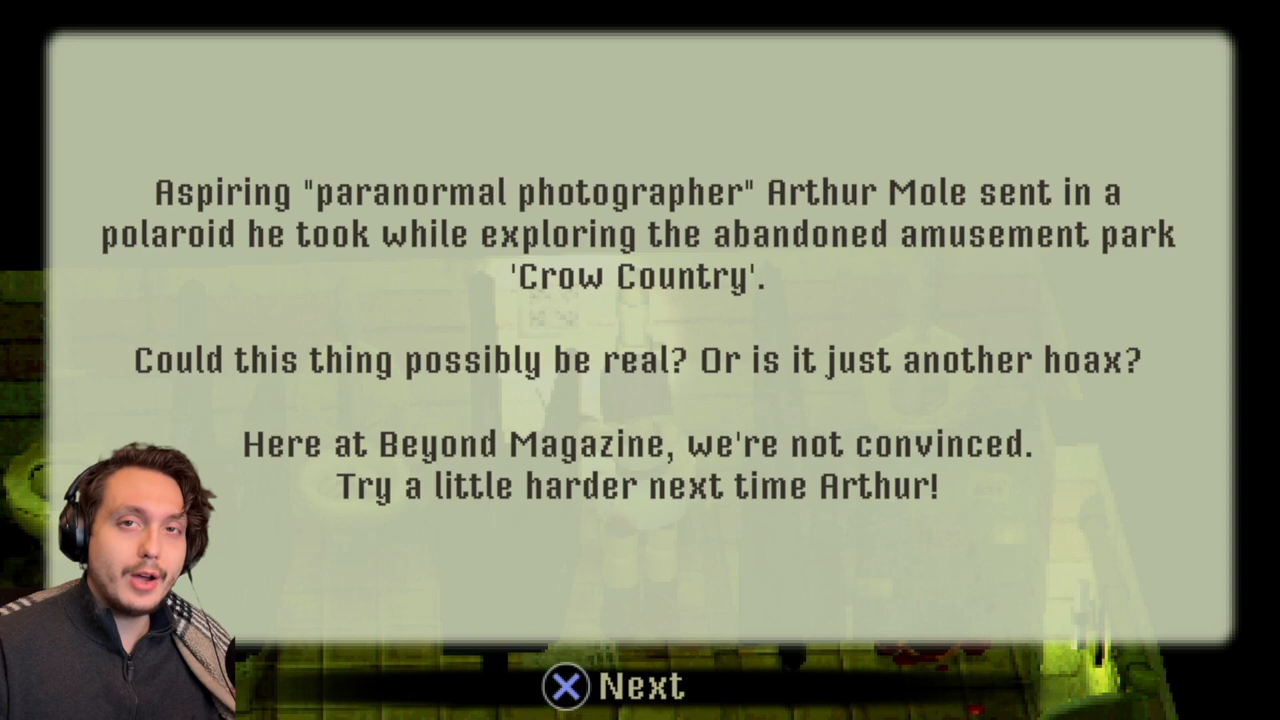 Aspiring "paranormal photographer" Arthur Mole sent in a
polaroid he took while exploring the abandoned amusement park
'Crow Country'.
Could this thing possibly be real? Or is it just another hoax?
Here at Beyond Magazine, we're not convinced.
Try a little harder next time Arthur!
Next